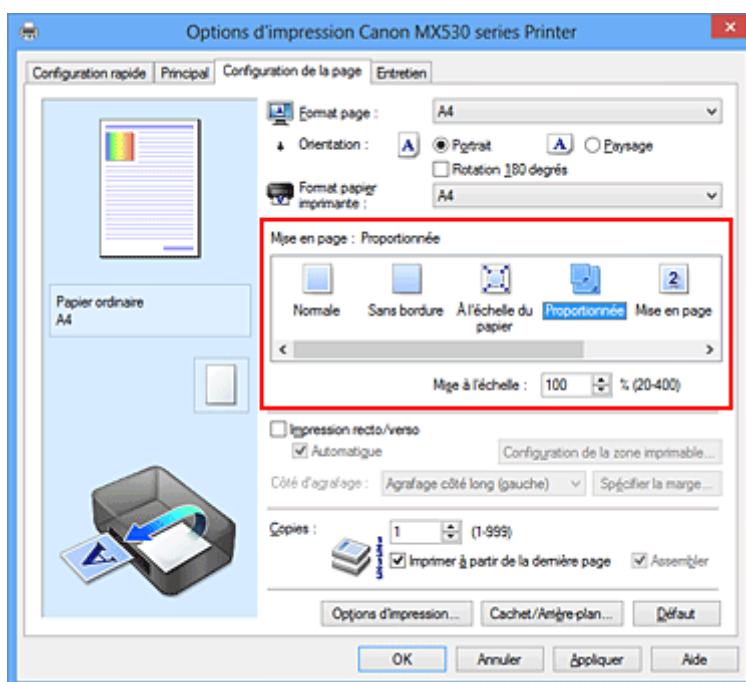 Options d'impression Canon MX530 series Printer
Configuration rapide Principal Configuration de la page Entretien
Format page : A4
Orientation : A Portrait A Paysage
Rotation 180 degrés
Format papier
imprimante : A4
Mise en page : Proportionnée
2
Normale Sans bordure À l'échelle du
papier Proportionnée Mise en page
Papier ordinaire
A4
Mise à l'échelle : 100 % (20-400)
Impression recto/verso
Automatique Configuration de la zone imprimable...
Côté d'agrafage : Agrafage côté long (gauche) Spécifier la marge...
Copies : 1 (1-999)
Imprimer à partir de la dernière page Assembler
Options d'impression... Cachet/Arrière-plan... Défaut
OK Annuler Appliquer Aide